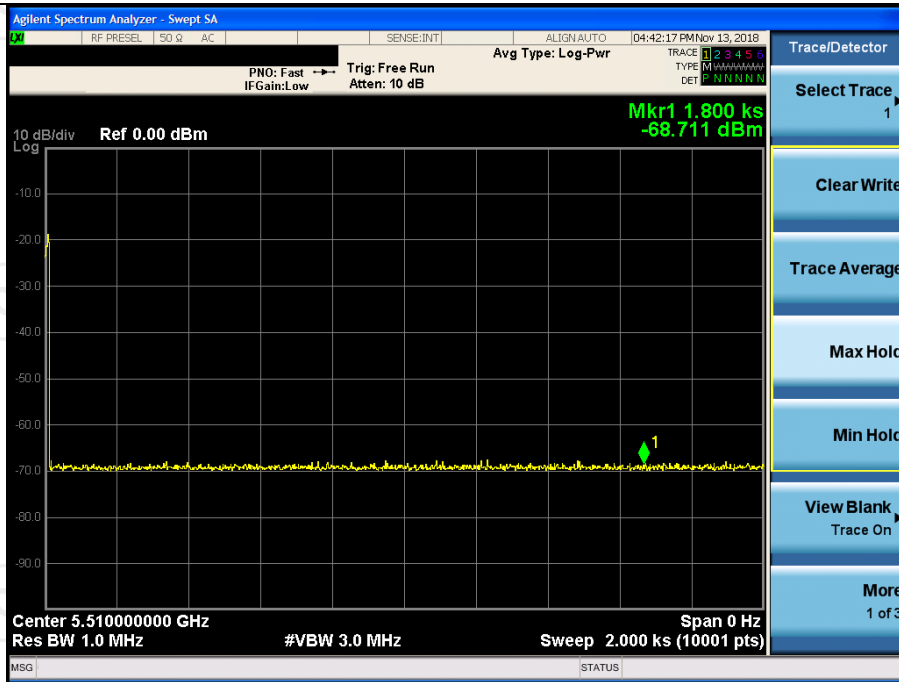 Agilent Spectrum Analyzer - Swept SA
LXI RF PRESEL 50 Ω AC SENSE:INT ALIGN AUTO 04:42:17 PM Nov 13, 2018
Avg Type: Log-Pwr
TRACE 1 2 3 4 5 6
TYPE M WWWWW
DET P N N N N N
PNO: Fast
IFGain:Low
Trig: Free Run
Atten: 10 dB
Mkr1 1.800 ks
-68.711 dBm
10 dB/div Ref 0.00 dBm
Log
-10.0
-20.0
-30.0
-40.0
-50.0
-60.0
-70.0
-80.0
-90.0
1
Center 5.510000000 GHz Span 0 Hz
Res BW 1.0 MHz #VBW 3.0 MHz Sweep 2.000 ks (10001 pts)
MSG STATUS
Trace/Detector
Select Trace
1
Clear Write
Trace Average
Max Hold
Min Hold
View Blank
Trace On
More
1 of 3